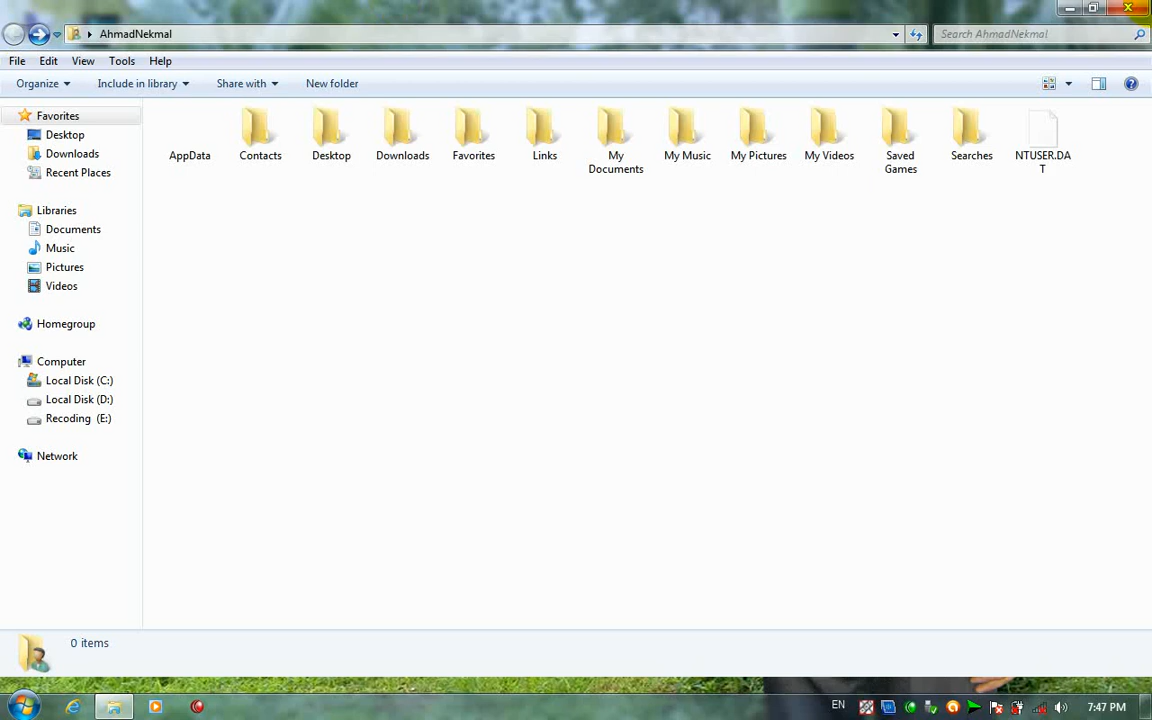 AhmadNekmal
Search AhmadNekmal
File Edit View Tools Help
Organize Include in library Share with New folder
Favorites
Desktop
Downloads
Recent Places
Libraries
Documents
Music
Pictures
Videos
Homegroup
Computer
Local Disk (C:)
Local Disk (D:)
Recoding (E:)
Network
AppData
Contacts
Desktop
Downloads
Favorites
Links
My
Documents
My Music
My Pictures
My Videos
Saved
Games
Searches
NTUSER.DA
T
0 items
EN
7:47 PM